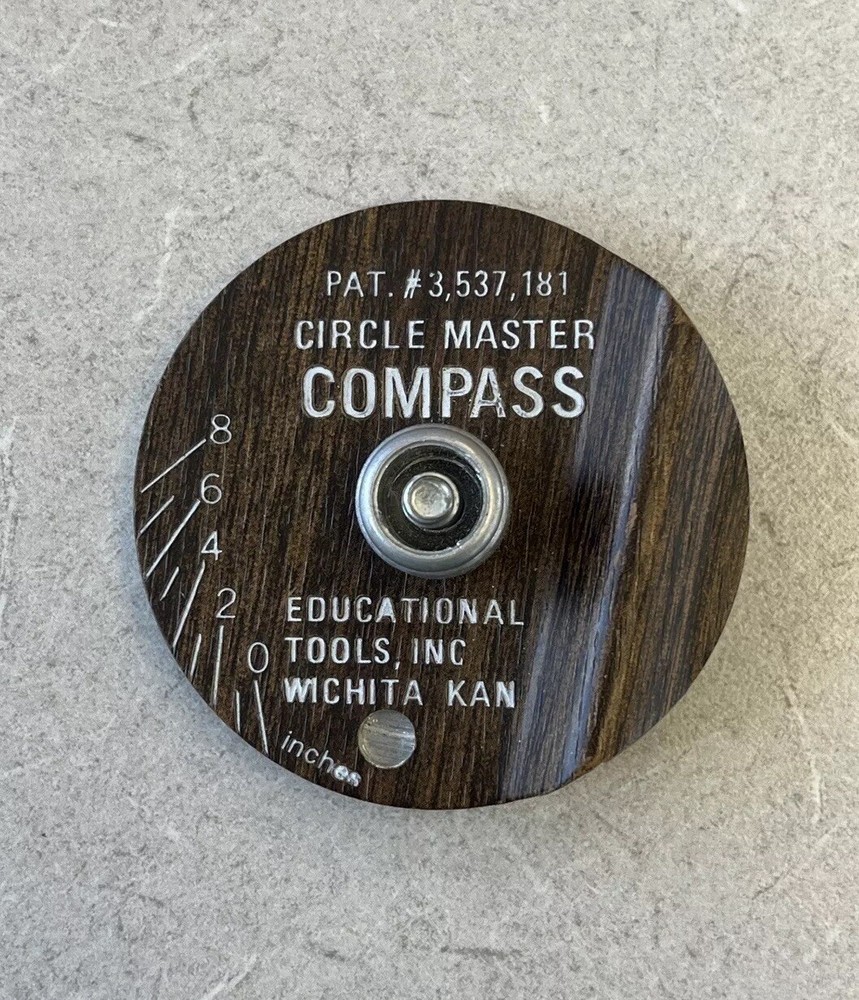 PAT. #3,537,181
CIRCLE MASTER
COMPASS
8
6
4
2
0
EDUCATIONAL
TOOLS, INC
WICHITA KAN
inches